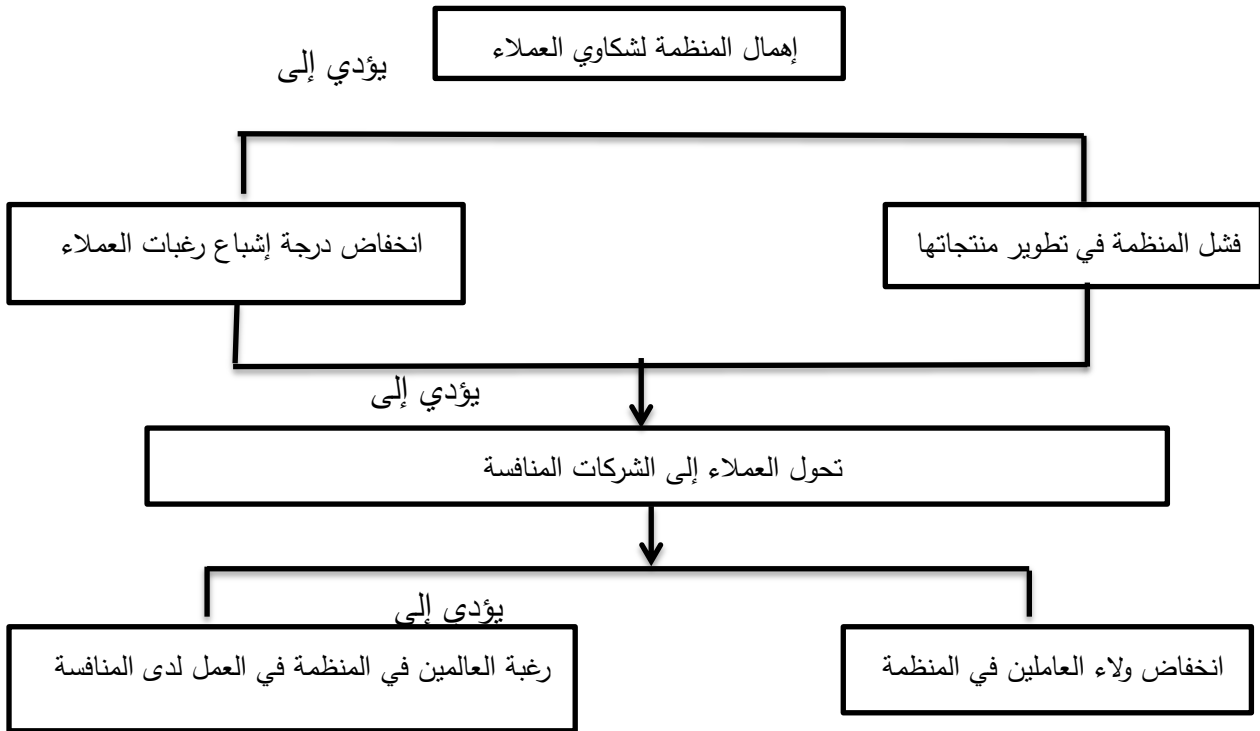 إهمال المنظمة لشكاوي العملاء
يؤدي إلى
فشل المنظمة في تطوير منتجاتها
انخفاض درجة إشباع رغبات العملاء
يؤدي إلى
تحول العملاء إلى الشركات المنافسة
يؤدي إلى
انخفاض ولاء العاملين في المنظمة
رغبة العالمين في المنظمة في العمل لدى المنافسة